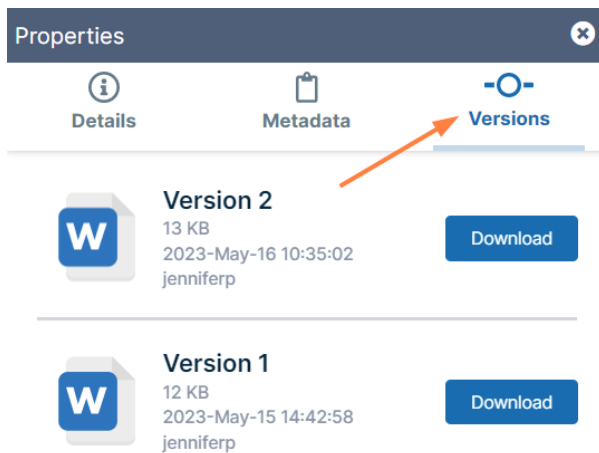 Properties
Details
Metadata
Versions
Version 2
13 KB
2023-May-16 10:35:02
jenniferp
Download
W
Version 1
12 KB
2023-May-15 14:42:58
jenniferp
Download
W